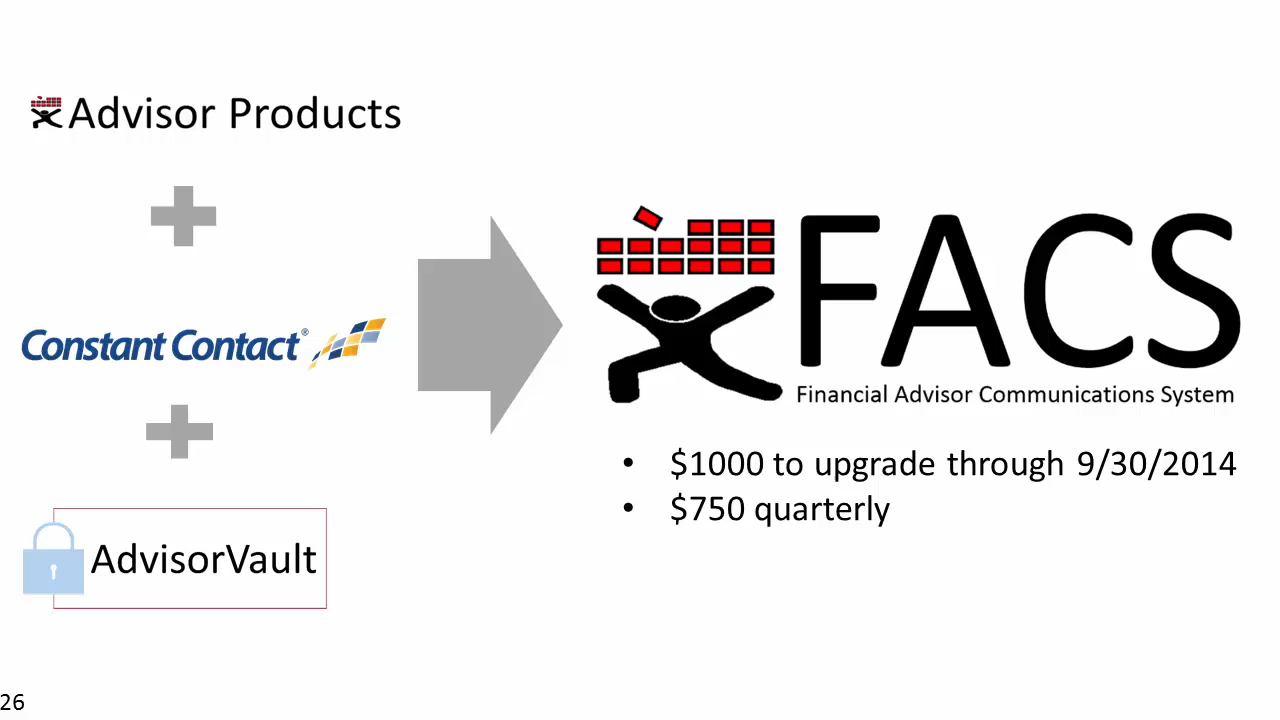 Advisor Products
Constant Contact®
AdvisorVault
FACS
Financial Advisor Communications System
• $1000 to upgrade through 9/30/2014
• $750 quarterly
26